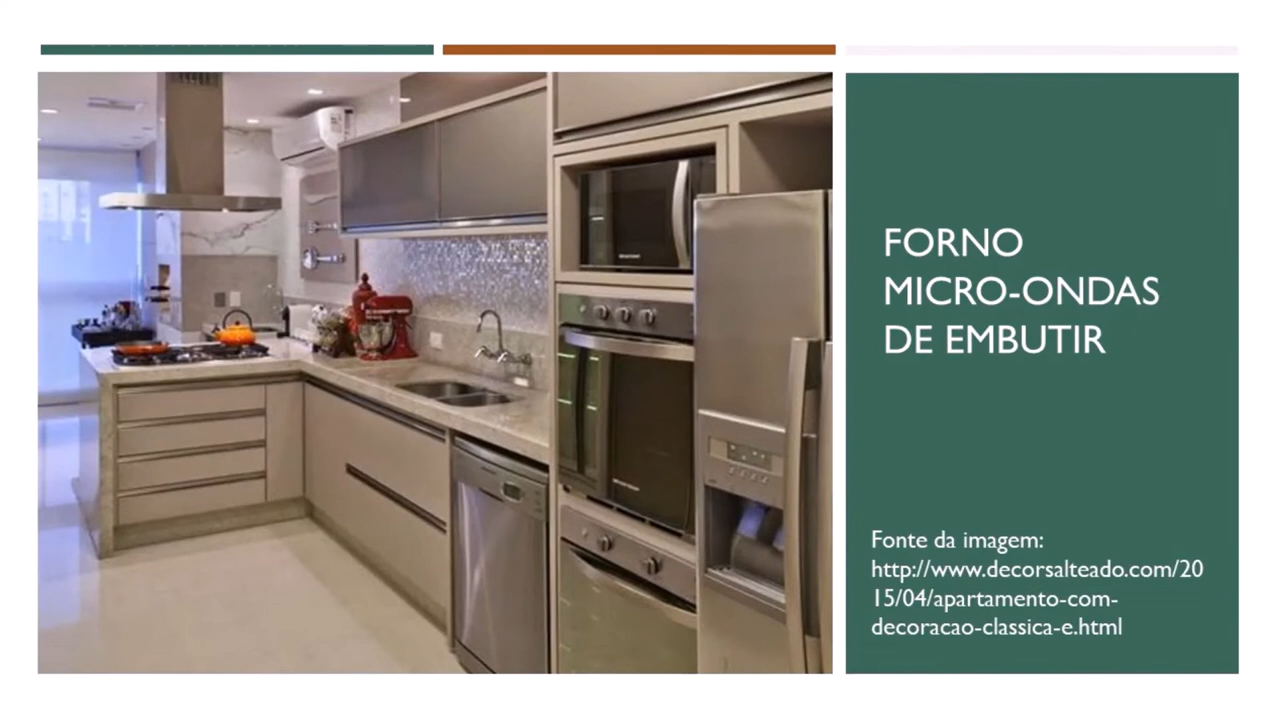 FORNO
MICRO-ONDAS
DE EMBUTIR
Fonte da imagem:
http://www.decorsalteado.com/20
15/04/apartamento-com-
decoracao-classica-e.html